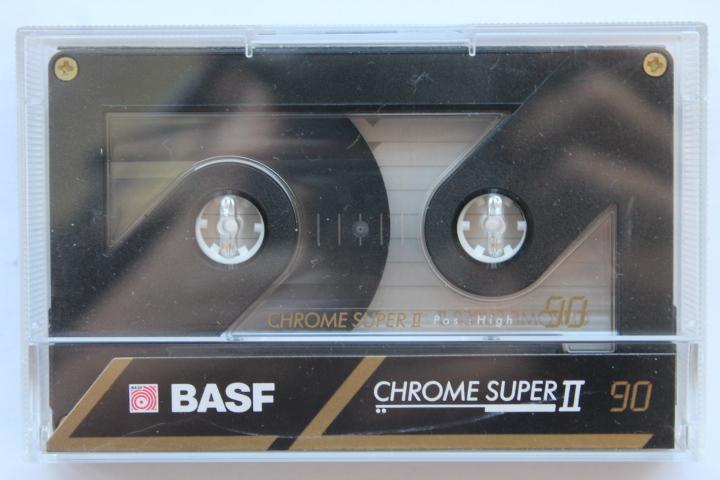 CHROME SUPER II Pos. High 90
BASF CHROME SUPER II 90